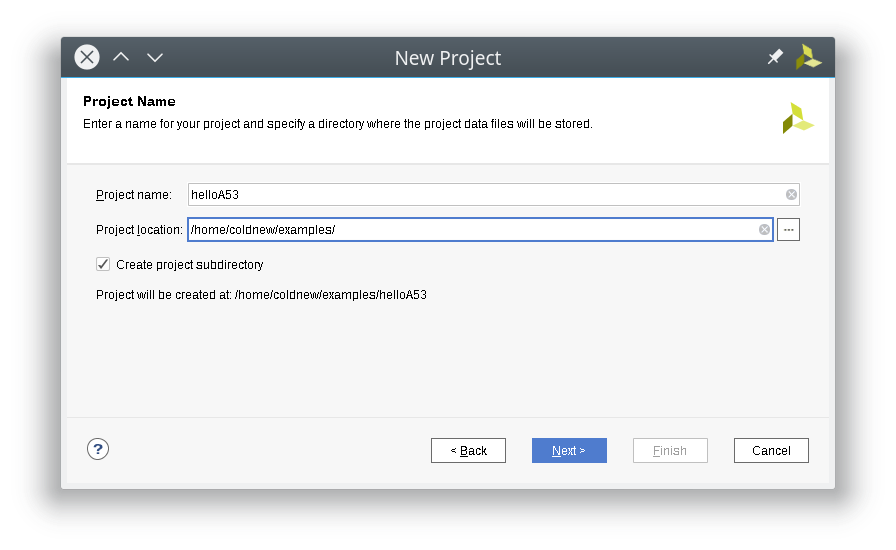 New Project
Project Name
Enter a name for your project and specify a directory where the project data files will be stored.
Project name: helloA53
Project location: /home/coldnew/examples/ ...
Create project subdirectory
Project will be created at: /home/coldnew/examples/helloA53
? < Back Next > Finish Cancel